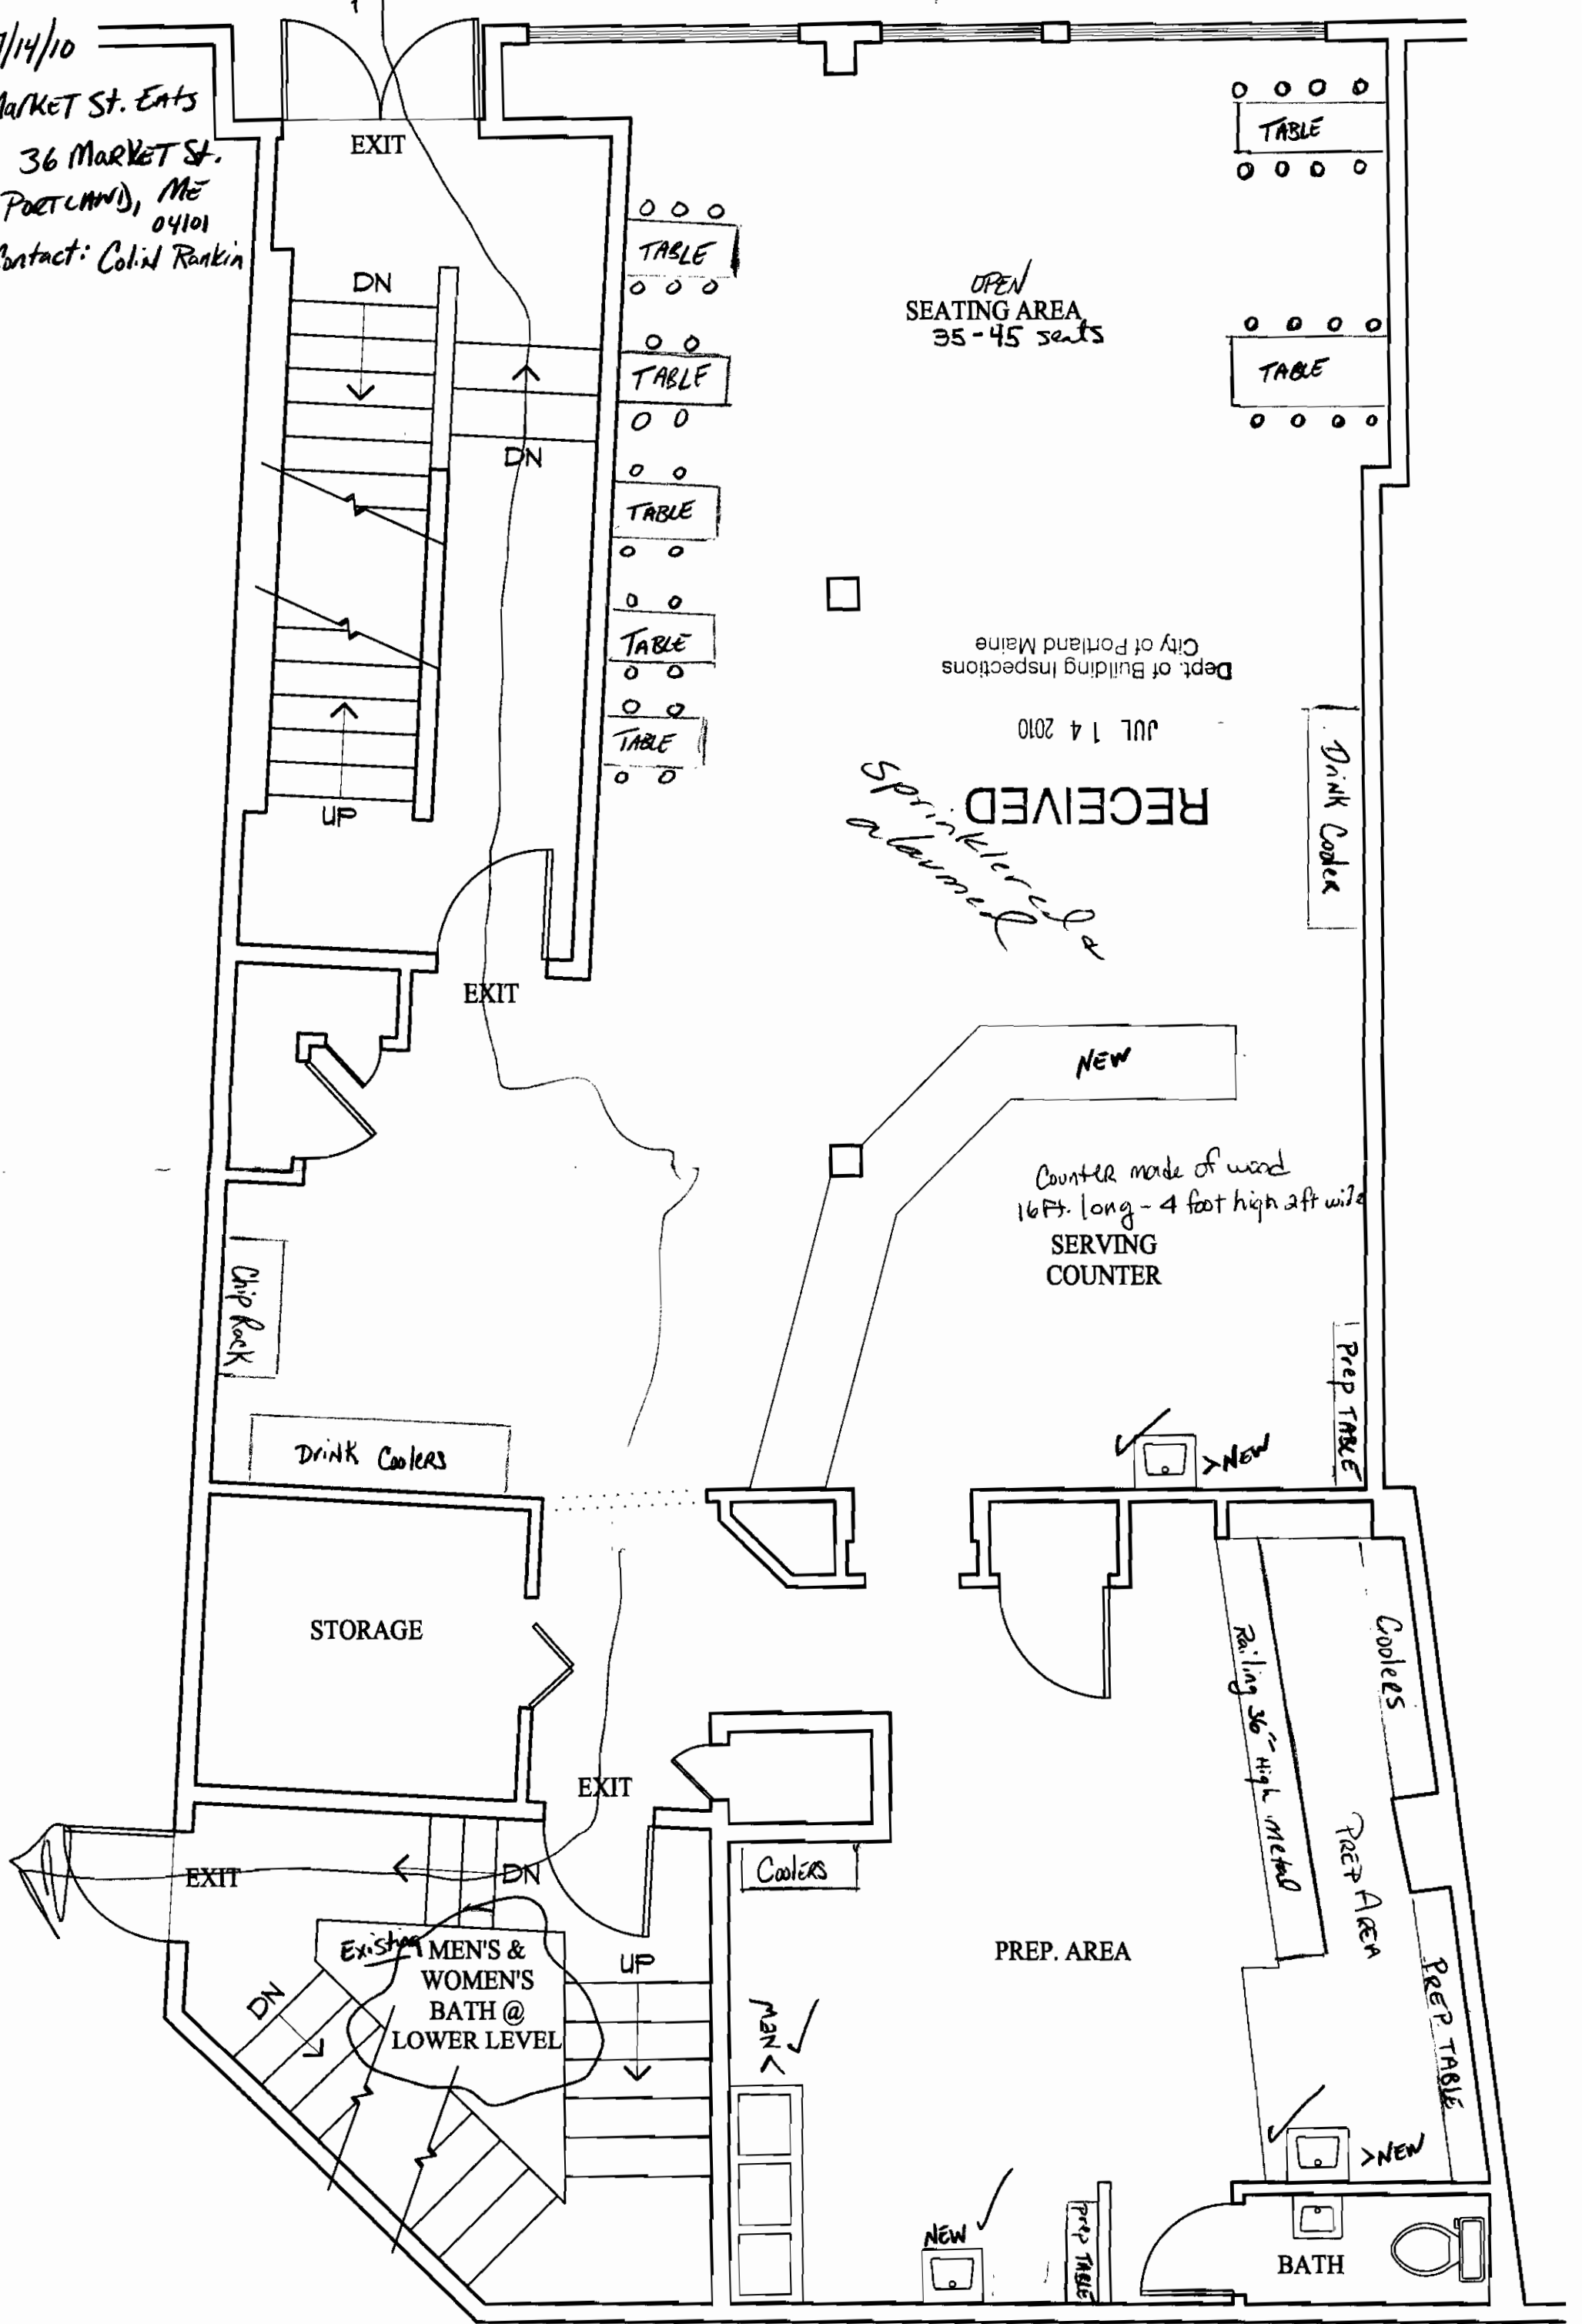 /14/10
Market St. Eats
36 Market St.
Portland, ME
04101
Contact: Colin Rankin
EXIT
TABLE
TABLE
DN
DN
TABLE
TABLE
TABLE
TABLE
TABLE
OPEN
SEATING AREA
35-45 seats
TABLE
UP
EXIT
RECEIVED
JUL 14 2010
Dept. of Building Inspections
City of Portland Maine
Sprinklered &
alarmed
Drink Cooler
NEW
Counter made of wood
16 Ft. long - 4 foot high 2ft wide
SERVING
COUNTER
Chip Rack
Prep TABLE
Drink Coolers
>NEW
STORAGE
EXIT
EXIT
DN
Coolers
Railing 36" High Metal
Coolers
PREP AREA
PREP TABLE
Existing MEN'S &
WOMEN'S
BATH @
LOWER LEVEL
DN
UP
PREP. AREA
NEW
NEW
Prep TABLE
>NEW
BATH